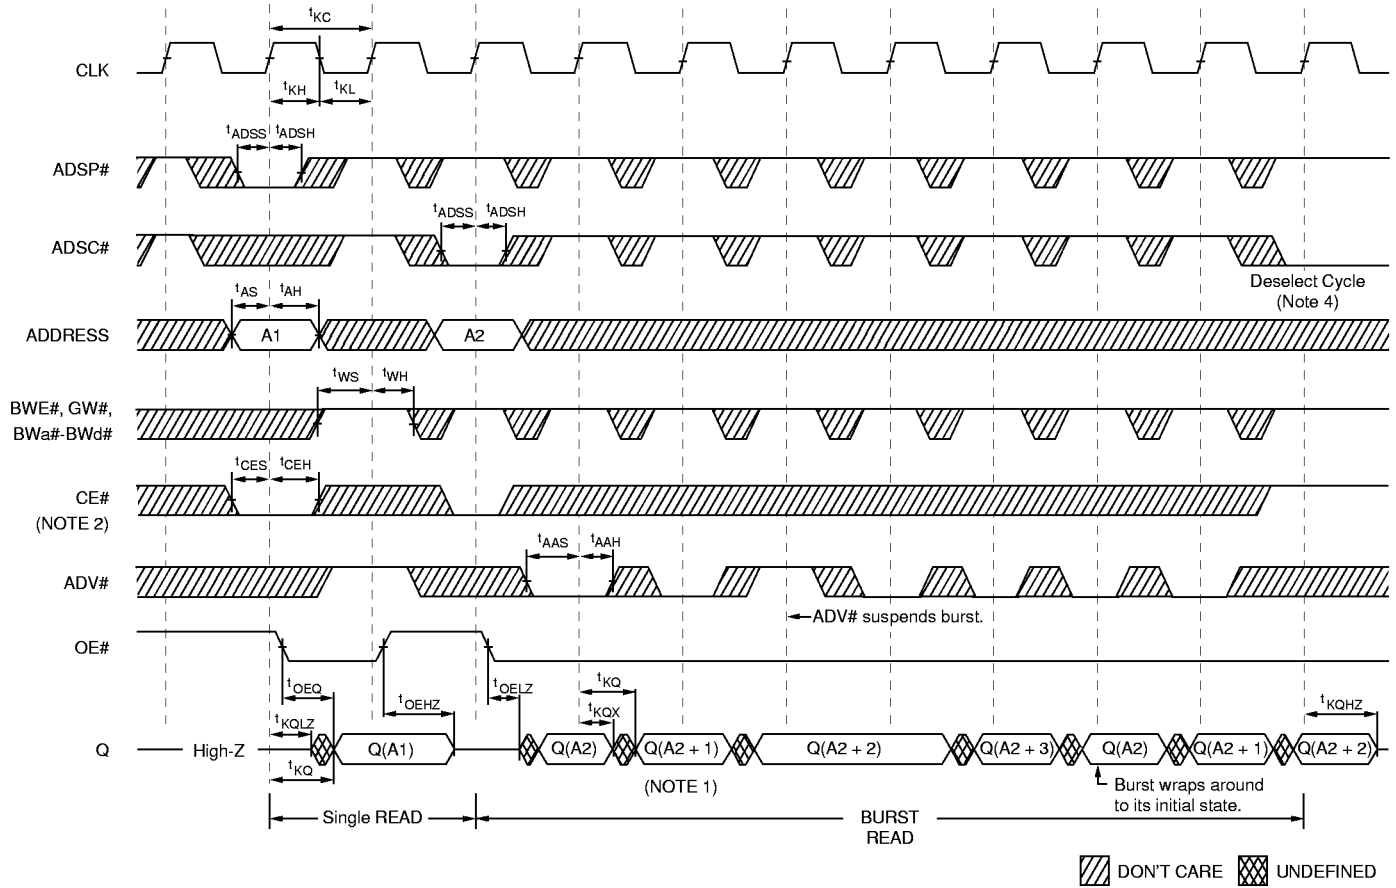 tKC
CLK
tKH
tKL
tADSS
tADSH
ADSP#
tADSS
tADSH
ADSC#
Deselect Cycle
(Note 4)
tAS
tAH
ADDRESS
A1
A2
tWS
tWH
BWE#, GW#,
BWa#-BWd#
tCES
tCEH
CE#
(NOTE 2)
tAAS
tAAH
ADV#
ADV# suspends burst.
OE#
tOEQ
tOEHZ
tOELZ
tKQ
tKQX
tKQLZ
tKQHZ
Q
High-Z
Q(A1)
Q(A2)
Q(A2 + 1)
Q(A2 + 2)
Q(A2 + 3)
Q(A2)
Q(A2 + 1)
Q(A2 + 2)
tKQ
(NOTE 1)
Burst wraps around
to its initial state.
Single READ
BURST
READ
DON'T CARE
UNDEFINED